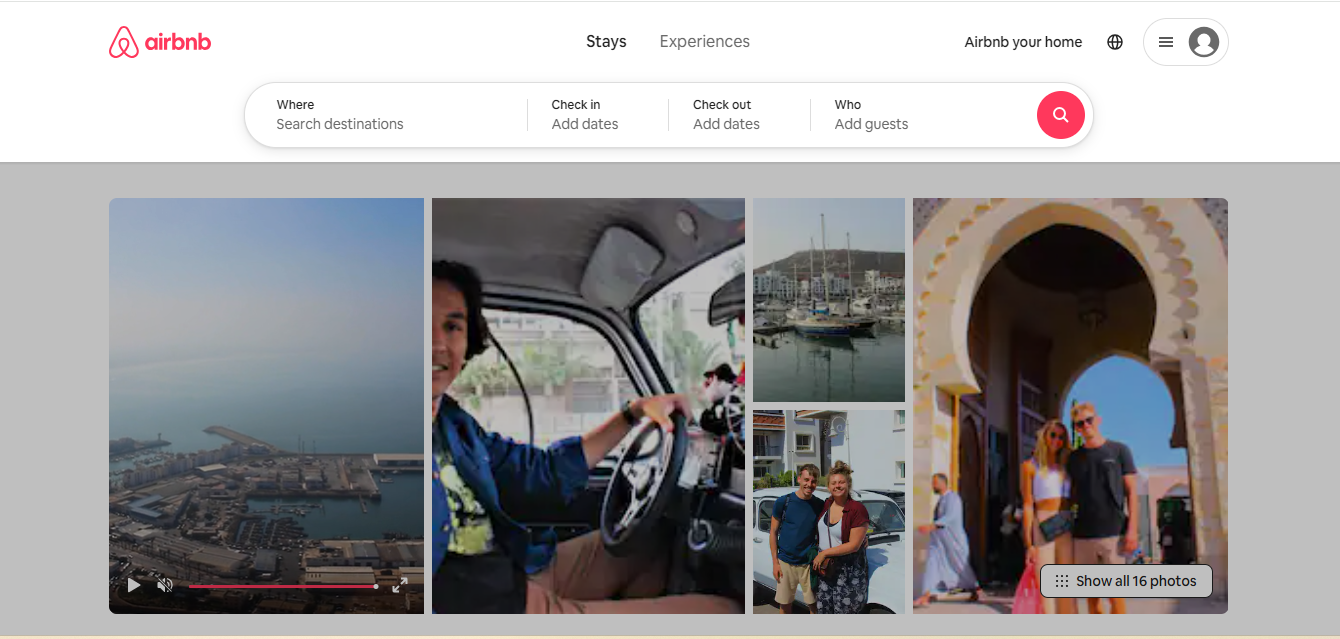 airbnb
Stays
Experiences
Airbnb your home
Where
Search destinations
Check in
Add dates
Check out
Add dates
Who
Add guests
Show all 16 photos